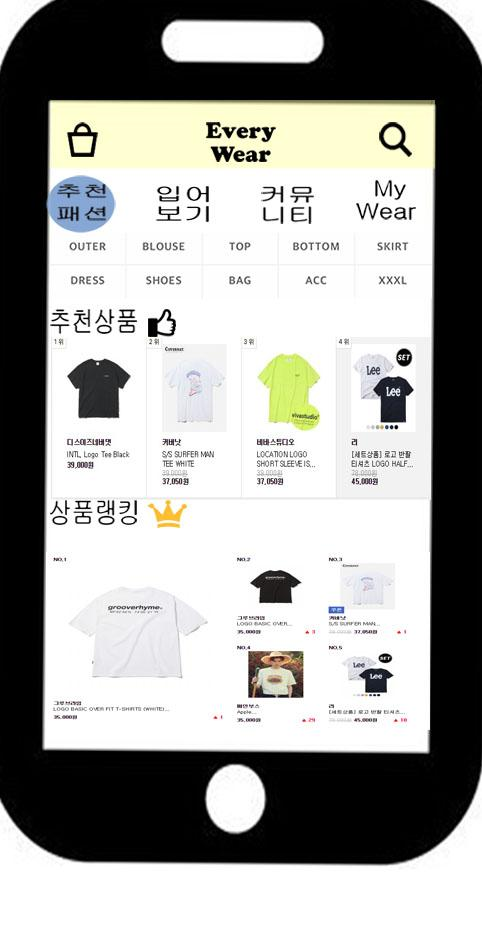 Every
Wear
추천
패션
입어
보기
커뮤
니티
My
Wear
OUTER BLOUSE TOP BOTTOM SKIRT
DRESS SHOES BAG ACC XXXL
추천상품
1위
2위
3위
4위
Covernat
vivastudio
SET
Lee
Lee
디스이즈네버댓
INTL. Logo Tee Black
39,000원
커버낫
S/S SURFER MAN
TEE WHITE
39,000원
37,050원
비바스튜디오
LOCATION LOGO
SHORT SLEEVE IS...
39,000원
37,050원
리
[세트상품] 로고 반팔
티셔츠 LOGO HALF...
78,000원
45,000원
상품랭킹
NO.1
grooverhyme.
그루브라임
LOGO BASIC OVER FIT T-SHIRTS (WHITE)...
35,000원
▲ 1
NO.2
grooverhyme.
그루브라임
LOGO BASIC OVER...
35,000원
▲ 3
NO.3
Covernat
쿠폰
커버낫
S/S SURFER MAN...
39,000원 37,050원
▲ 1
NO.4
Apple...
35,000원
▲ 29
NO.5
SET
Lee
Lee
리
[세트상품] 로고 반팔 티셔츠...
78,000원 45,000원
▲ 10